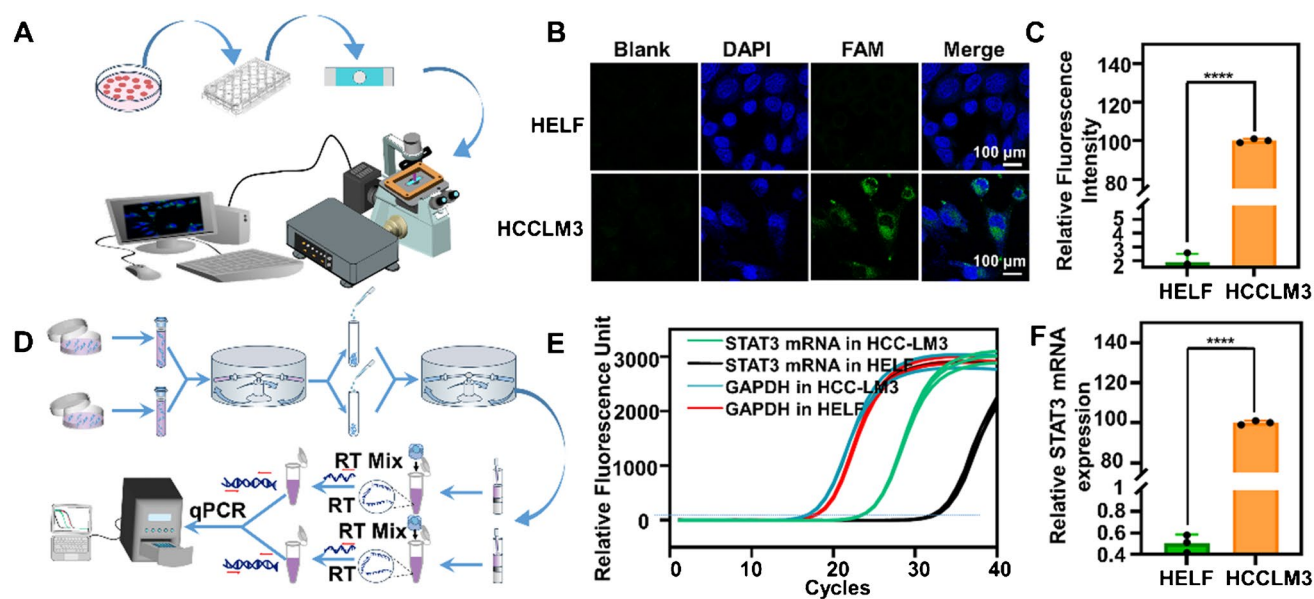 A
B
Blank DAPI FAM Merge
HELF
100 μm
HCCLM3
100 μm
C
Relative Fluorescence
Intensity
140
120
100
80
5
4
3
2
****
HELF HCCLM3
D
RT Mix
RT
qPCR
RT Mix
RT
E
Relative Fluorescence Unit
3000
2000
1000
0
STAT3 mRNA in HCC-LM3
STAT3 mRNA in HELF
GAPDH in HCC-LM3
GAPDH in HELF
0 10 20 30 40
Cycles
F
Relative STAT3 mRNA
expression
140
120
100
80
1.0
0.8
0.6
0.4
****
HELF HCCLM3